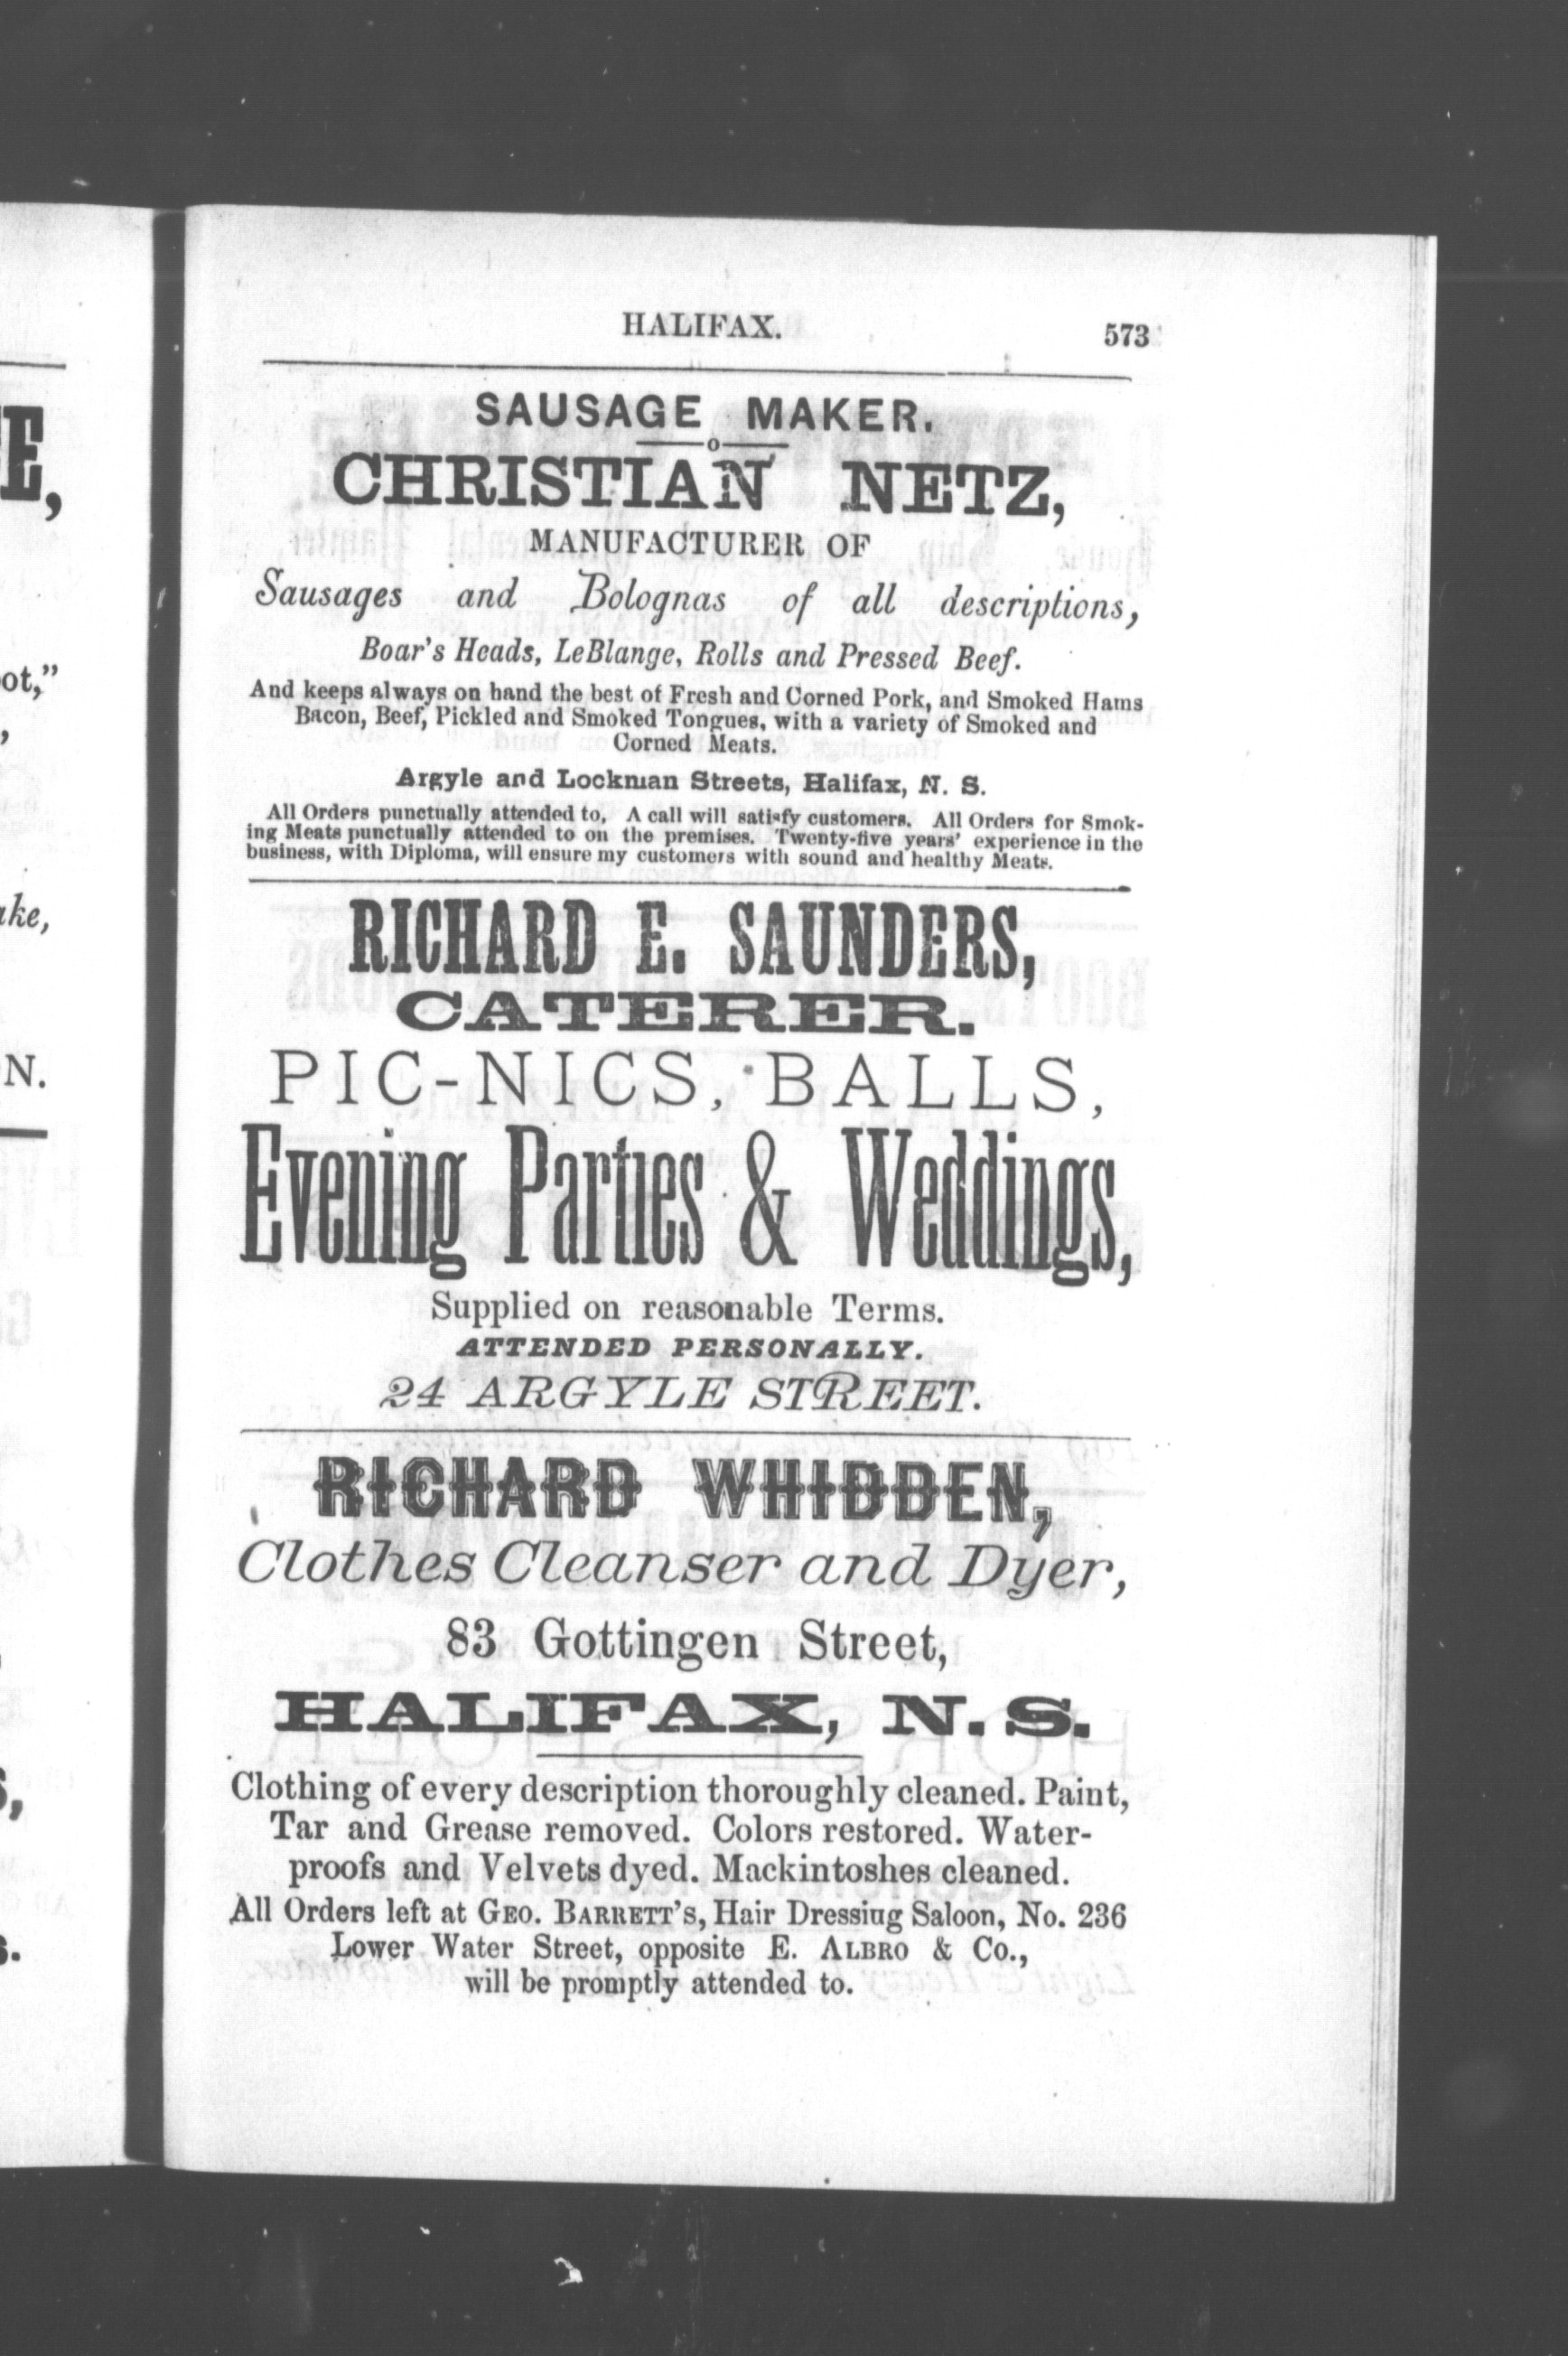 HALIFAX. 573
SAUSAGE MAKER.
CHRISTIAN NETZ,
MANUFACTURER OF
Sausages and Bolognas of all descriptions,
Boar's Heads, LeBlange, Rolls and Pressed Beef.
And keeps always on hand the best of Fresh and Corned Pork, and Smoked Hams
Bacon, Beef, Pickled and Smoked Tongues, with a variety of Smoked and
Corned Meats.
Argyle and Lockman Streets, Halifax, N. S.
All Orders punctually attended to. A call will satisfy customers. All Orders for Smok-
ing Meats punctually attended to on the premises. Twenty-five years' experience in the
business, with Diploma, will ensure my customers with sound and healthy Meats.
RICHARD E. SAUNDERS,
CATERER.
PIC-NICS, BALLS,
Evening Parties & Weddings,
Supplied on reasonable Terms.
ATTENDED PERSONALLY.
24 ARGYLE STREET.
RICHARD WHIDDEN,
Clothes Cleanser and Dyer,
83 Gottingen Street,
HALIFAX, N. S.
Clothing of every description thoroughly cleaned. Paint,
Tar and Grease removed. Colors restored. Water-
proofs and Velvets dyed. Mackintoshes cleaned.
All Orders left at GEO. BARRETT'S, Hair Dressing Saloon, No. 236
Lower Water Street, opposite E. ALBRO & Co.,
will be promptly attended to.